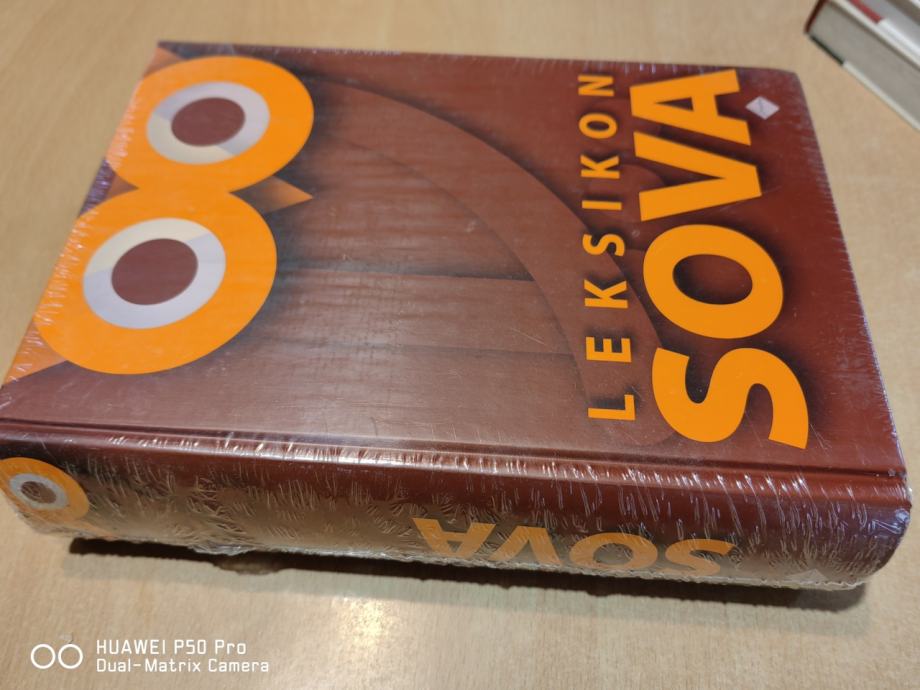 LEKSIKON
SOVA
SOVA
HUAWEI P50 Pro
Dual-Matrix Camera